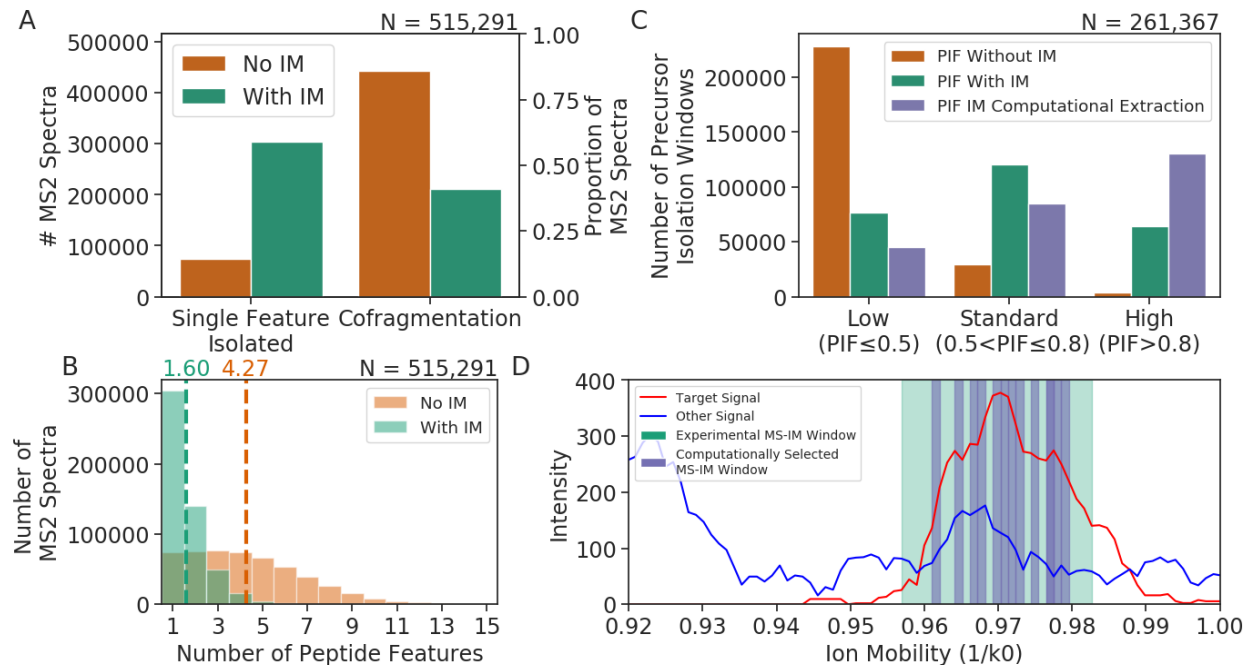 A
N = 515,291
500000
400000
300000
200000
100000
0
# MS2 Spectra
No IM
With IM
1.00
0.75
0.50
0.25
0.00
Proportion of
MS2 Spectra
Single Feature
Isolated
Cofragmentation
C
N = 261,367
200000
150000
100000
50000
0
Number of Precursor
Isolation Windows
PIF Without IM
PIF With IM
PIF IM Computational Extraction
Low
(PIF≤0.5)
Standard
(0.5<PIF≤0.8)
High
(PIF>0.8)
B
1.60
4.27
N = 515,291
300000
200000
100000
0
Number of
MS2 Spectra
No IM
With IM
1 3 5 7 9 11 13 15
Number of Peptide Features
D
400
300
200
100
0
Intensity
Target Signal
Other Signal
Experimental MS-IM Window
Computationally Selected
MS-IM Window
0.92 0.93 0.94 0.95 0.96 0.97 0.98 0.99 1.00
Ion Mobility (1/k0)